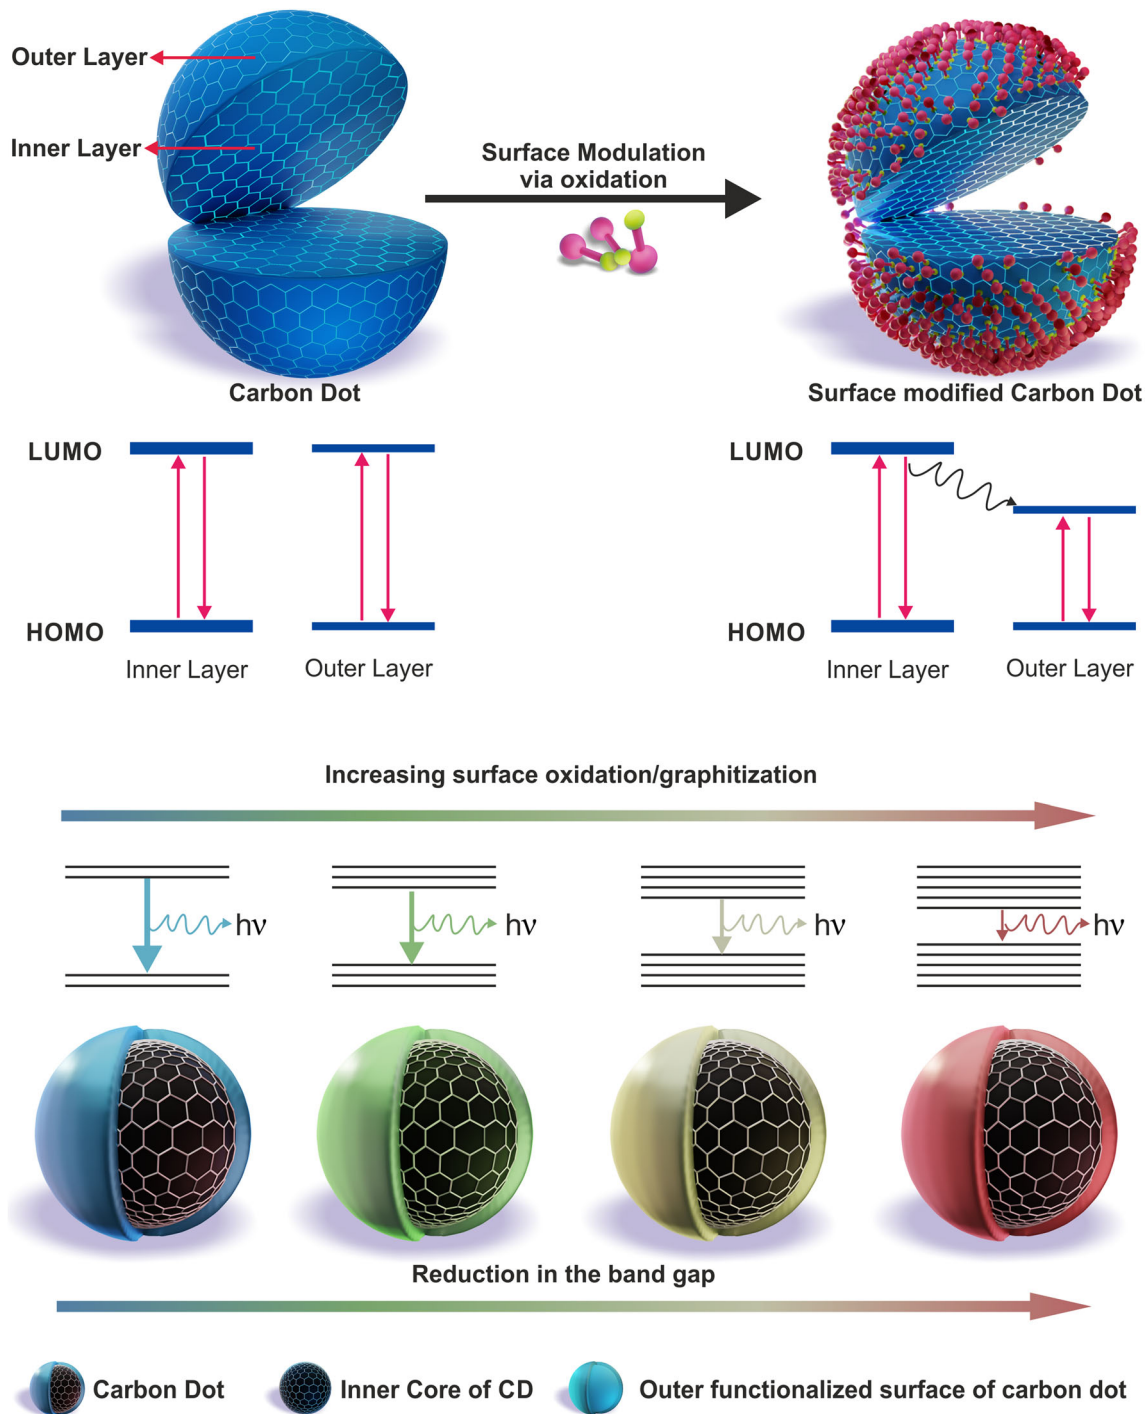 Outer Layer
Inner Layer
Surface Modulation
via oxidation
Carbon Dot
Surface modified Carbon Dot
LUMO
HOMO
Inner Layer
Outer Layer
LUMO
HOMO
Inner Layer
Outer Layer
Increasing surface oxidation/graphitization
hν
hν
hν
hν
Reduction in the band gap
Carbon Dot
Inner Core of CD
Outer functionalized surface of carbon dot